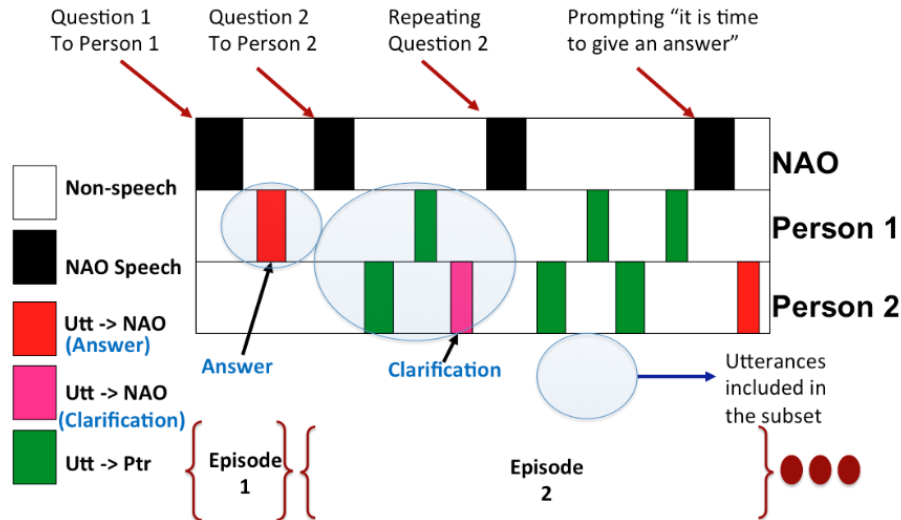 Question 1
To Person 1
Question 2
To Person 2
Repeating
Question 2
Prompting “it is time
to give an answer”
NAO
Person 1
Person 2
Non-speech
NAO Speech
Utt -> NAO
(Answer)
Utt -> NAO
(Clarification)
Utt -> Ptr
Answer
Clarification
Utterances
included in
the subset
Episode
1
Episode
2